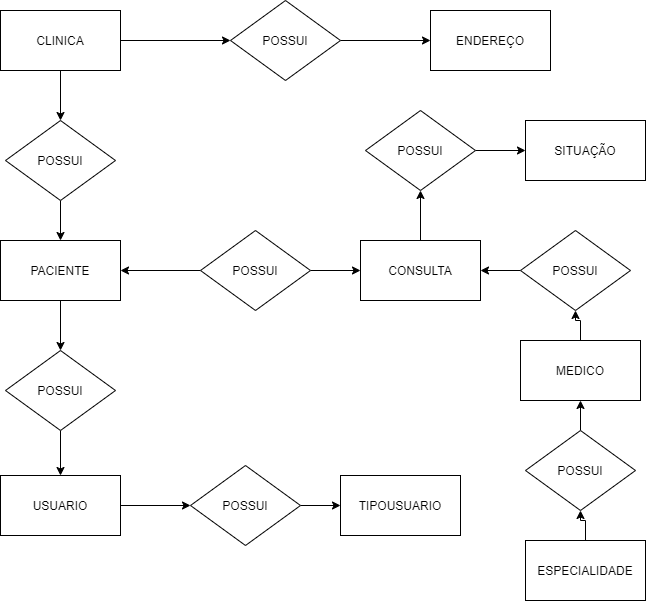 CLINICA
POSSUI
ENDEREÇO
POSSUI
POSSUI
SITUAÇÃO
PACIENTE
POSSUI
CONSULTA
POSSUI
MEDICO
POSSUI
POSSUI
USUARIO
POSSUI
TIPOUSUARIO
ESPECIALIDADE